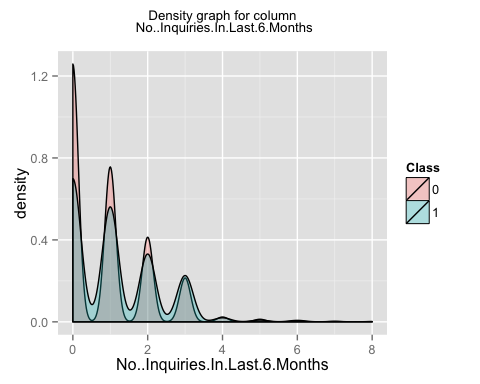 Density graph for column
No..Inquiries.In.Last.6.Months
1.2
0.8
0.4
0.0
density
0 2 4 6 8
No..Inquiries.In.Last.6.Months
Class
0
1